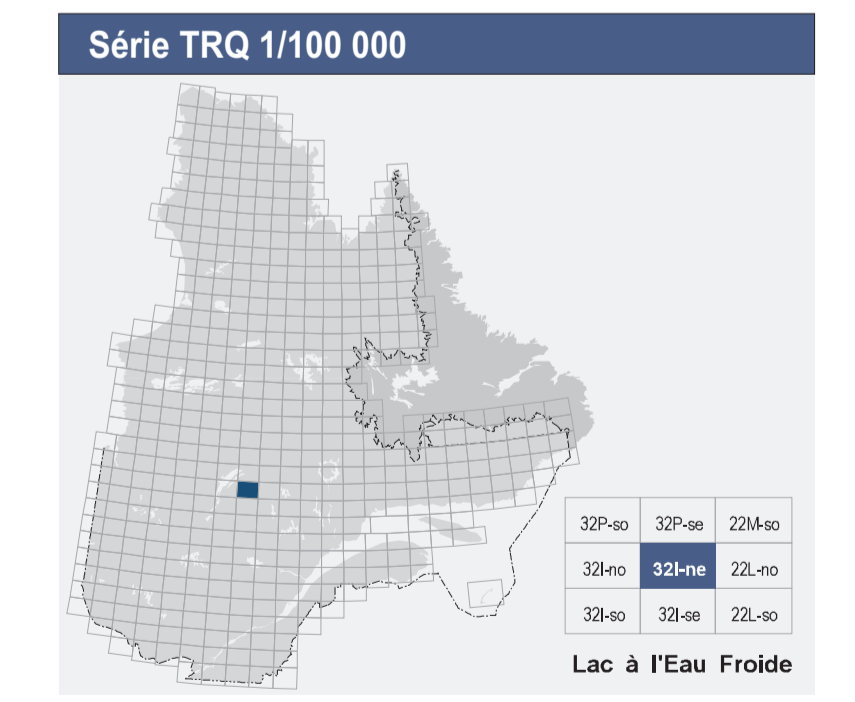 Série TRQ 1/100 000
32P-so 32P-se 22M-so
32I-no 32I-ne 22L-no
32I-so 32I-se 22L-so
Lac à l'Eau Froide